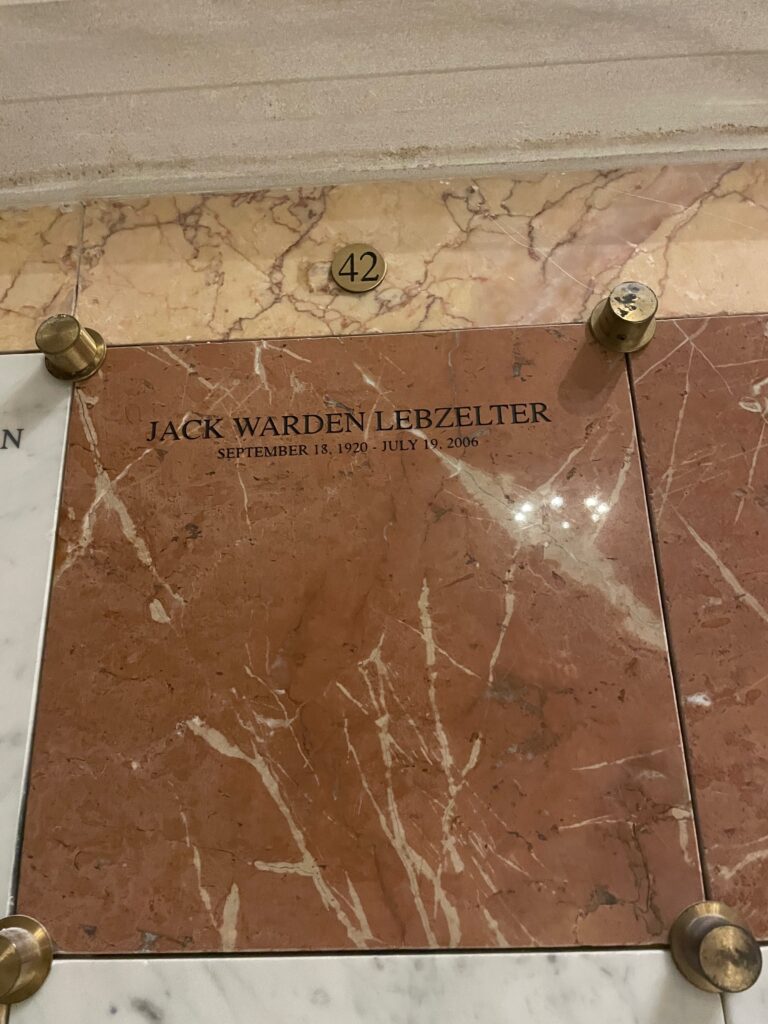 42
N
JACK WARDEN LEBZELTER
SEPTEMBER 18, 1920 - JULY 19, 2006